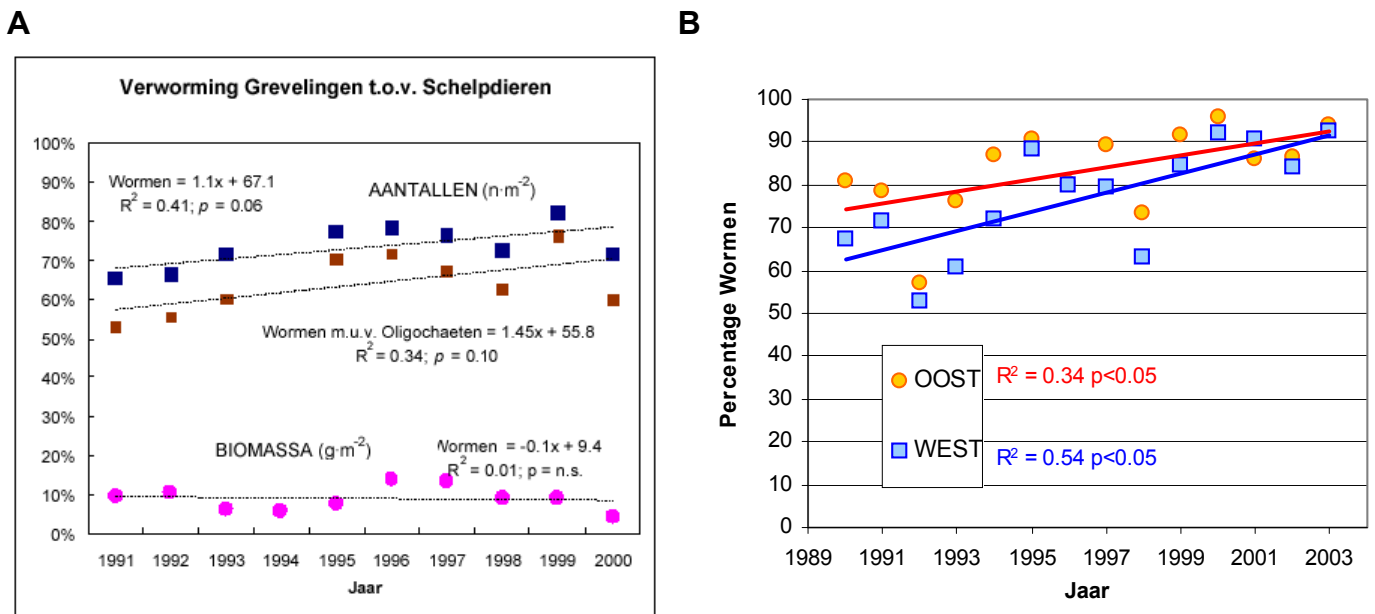 A
Verworming Grevelingen t.o.v. Schelpdieren
100%
90%
80%
70%
60%
50%
40%
30%
20%
10%
0%
Wormen = 1.1x + 67.1
R² = 0.41; p = 0.06
AANTALLEN (n·m⁻²)
Wormen m.u.v. Oligochaeten = 1.45x + 55.8
R² = 0.34; p = 0.10
BIOMASSA (g·m⁻²)
Wormen = -0.1x + 9.4
R² = 0.01; p = n.s.
1991 1992 1993 1994 1995 1996 1997 1998 1999 2000
Jaar
B
Percentage Wormen
100
90
80
70
60
50
40
30
20
10
0
OOST
R² = 0.34 p<0.05
WEST
R² = 0.54 p<0.05
1989 1991 1993 1995 1997 1999 2001 2003
Jaar